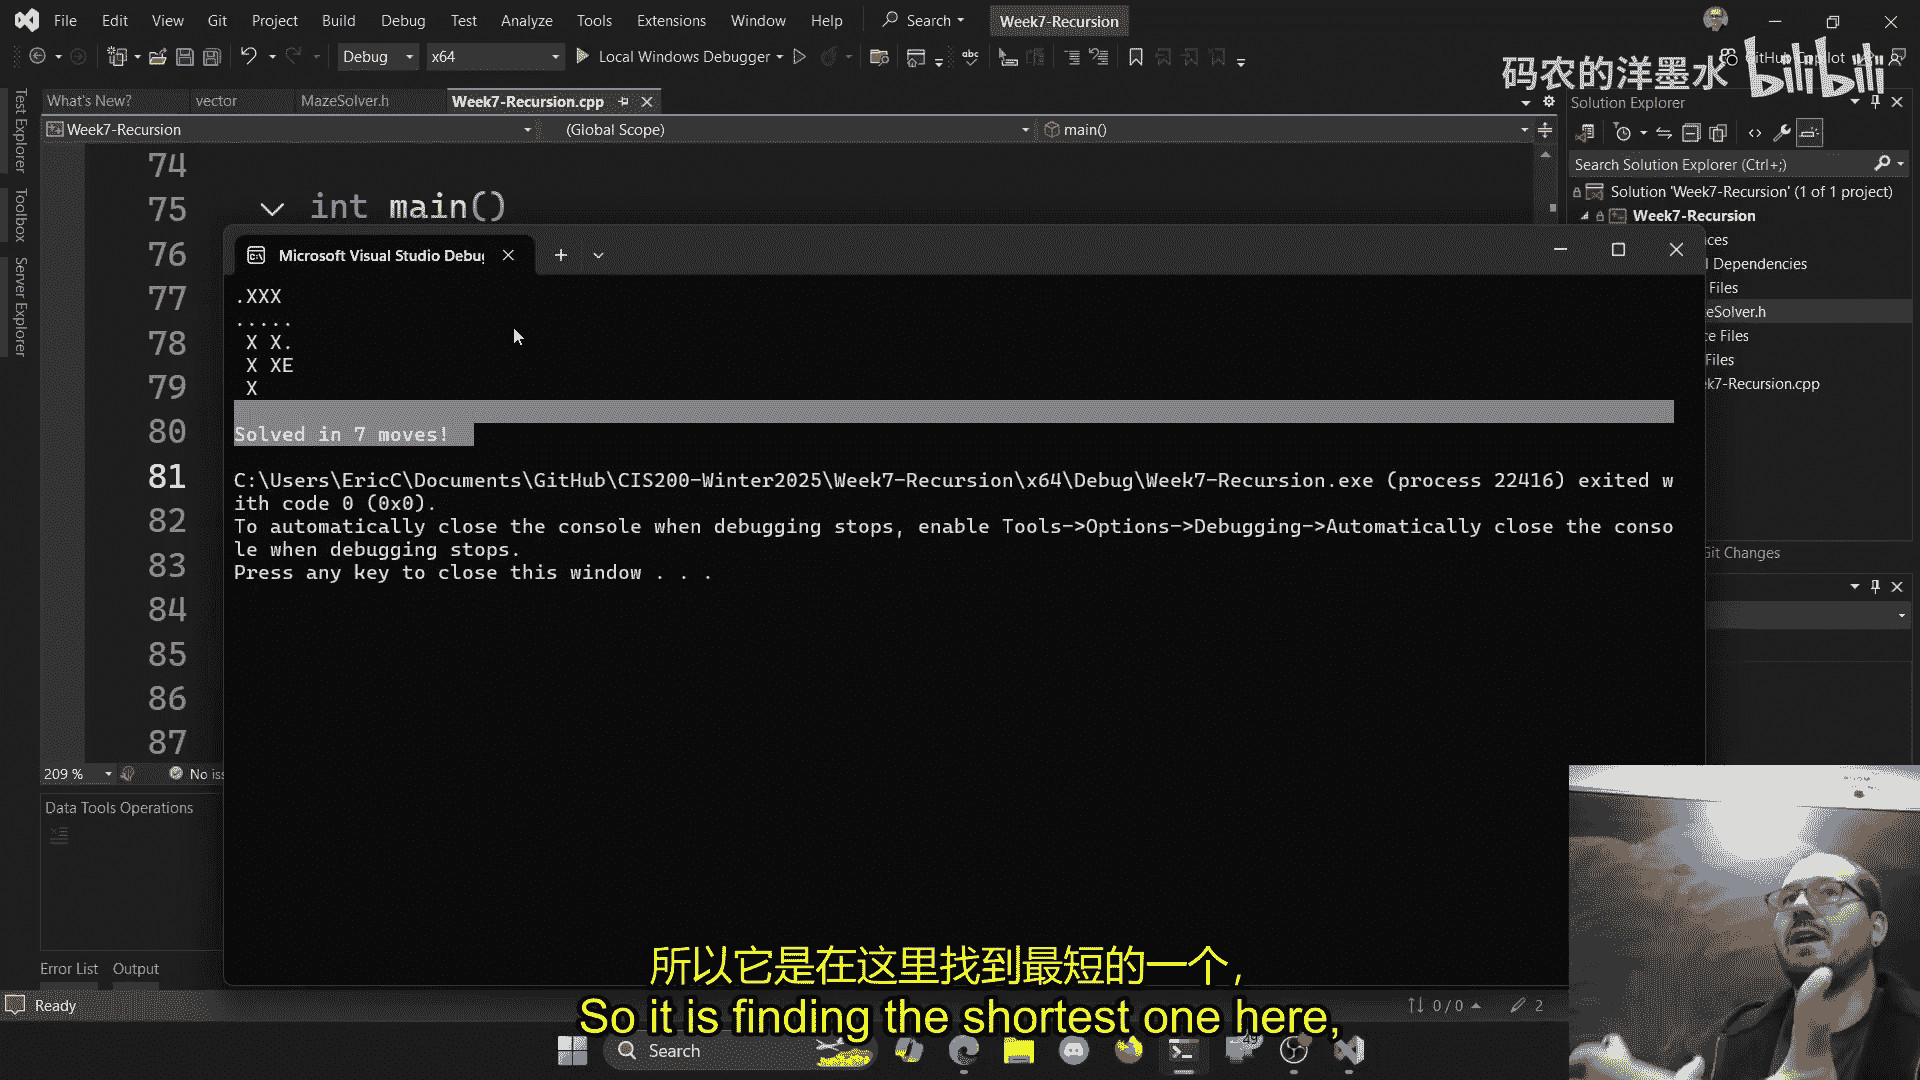 File Edit View Git Project Build Debug Test Analyze Tools Extensions Window Help Search Week7-Recursion
Debug x64 Local Windows Debugger GitHub Copilot
码农的洋墨水 bilibili
What's New? vector MazeSolver.h Week7-Recursion.cpp
Solution Explorer
Week7-Recursion (Global Scope) main()
Search Solution Explorer (Ctrl+;)
Test Explorer
Toolbox
Server Explorer
Solution 'Week7-Recursion' (1 of 1 project)
Week7-Recursion
ces
l Dependencies
Files
eSolver.h
ce Files
Files
k7-Recursion.cpp
74
75 int main()
76
77
78
79
80
81
82
83
84
85
86
87
Microsoft Visual Studio Debug
.XXX
.....
 X X.
 X XE
 X
Solved in 7 moves!
C:\Users\EricC\Documents\GitHub\CIS200-Winter2025\Week7-Recursion\x64\Debug\Week7-Recursion.exe (process 22416) exited w
ith code 0 (0x0).
To automatically close the console when debugging stops, enable Tools->Options->Debugging->Automatically close the conso
le when debugging stops.
Press any key to close this window . . .
Git Changes
209 % No iss
Data Tools Operations
Error List Output
Ready 0 / 0 2
所以它是在这里找到最短的一个，
So it is finding the shortest one here,
Search